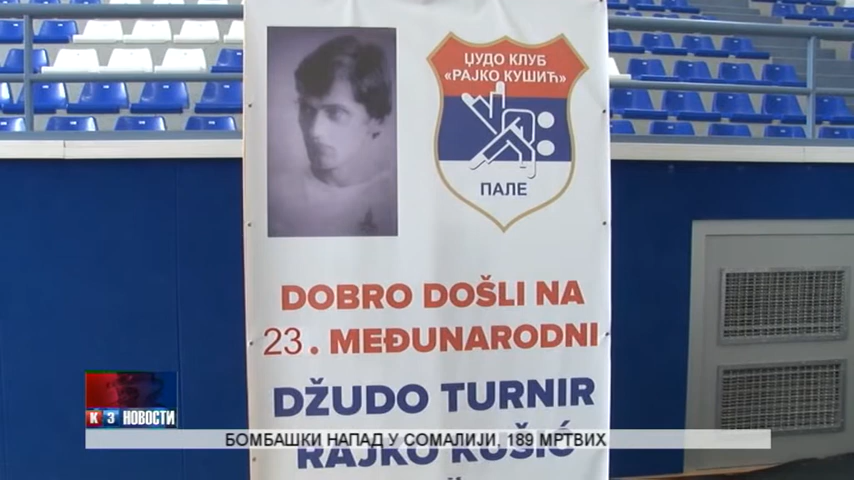 ЏУДО КЛУБ
«РАЈКО КУШИЋ»
ПАЛЕ
DOBRO DOŠLI NA
23. MEĐUNARODNI
DŽUDO TURNIR
RAJKO KUŠIĆ
К3 НОВОСТИ
БОМБАШКИ НАПАД У СОМАЛИЈИ, 189 МРТВИХ